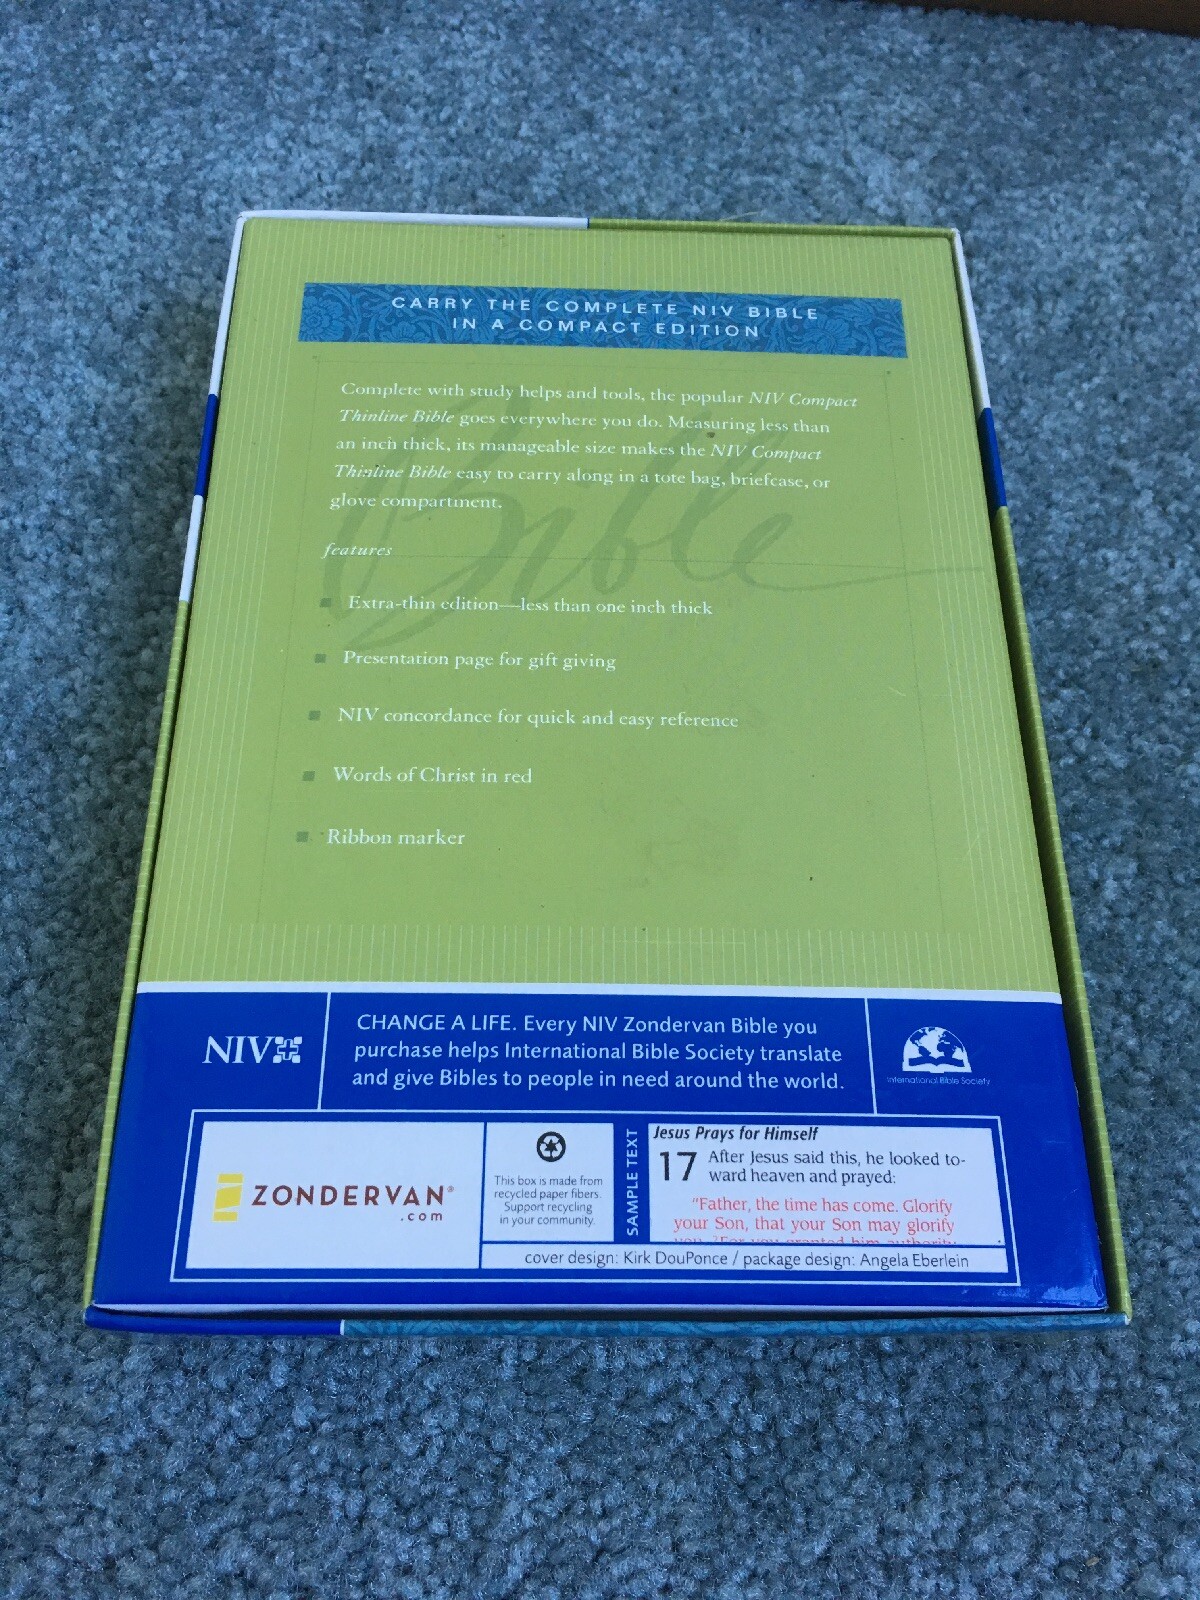 CARRY THE COMPLETE NIV BIBLE
IN A COMPACT EDITION
Complete with study helps and tools, the popular NIV Compact
Thinline Bible goes everywhere you do. Measuring less than
an inch thick, its manageable size makes the NIV Compact
Thinline Bible easy to carry along in a tote bag, briefcase, or
glove compartment.
Bible
features
Extra-thin edition—less than one inch thick
Presentation page for gift giving
NIV concordance for quick and easy reference
Words of Christ in red
Ribbon marker
NIV
CHANGE A LIFE. Every NIV Zondervan Bible you
purchase helps International Bible Society translate
and give Bibles to people in need around the world.
International Bible Society
ZONDERVAN®
.com
This box is made from
recycled paper fibers.
Support recycling
in your community.
SAMPLE TEXT
Jesus Prays for Himself
17 After Jesus said this, he looked to-
ward heaven and prayed:
"Father, the time has come. Glorify
your Son, that your Son may glorify
you. ²For you granted him authority
cover design: Kirk DouPonce / package design: Angela Eberlein